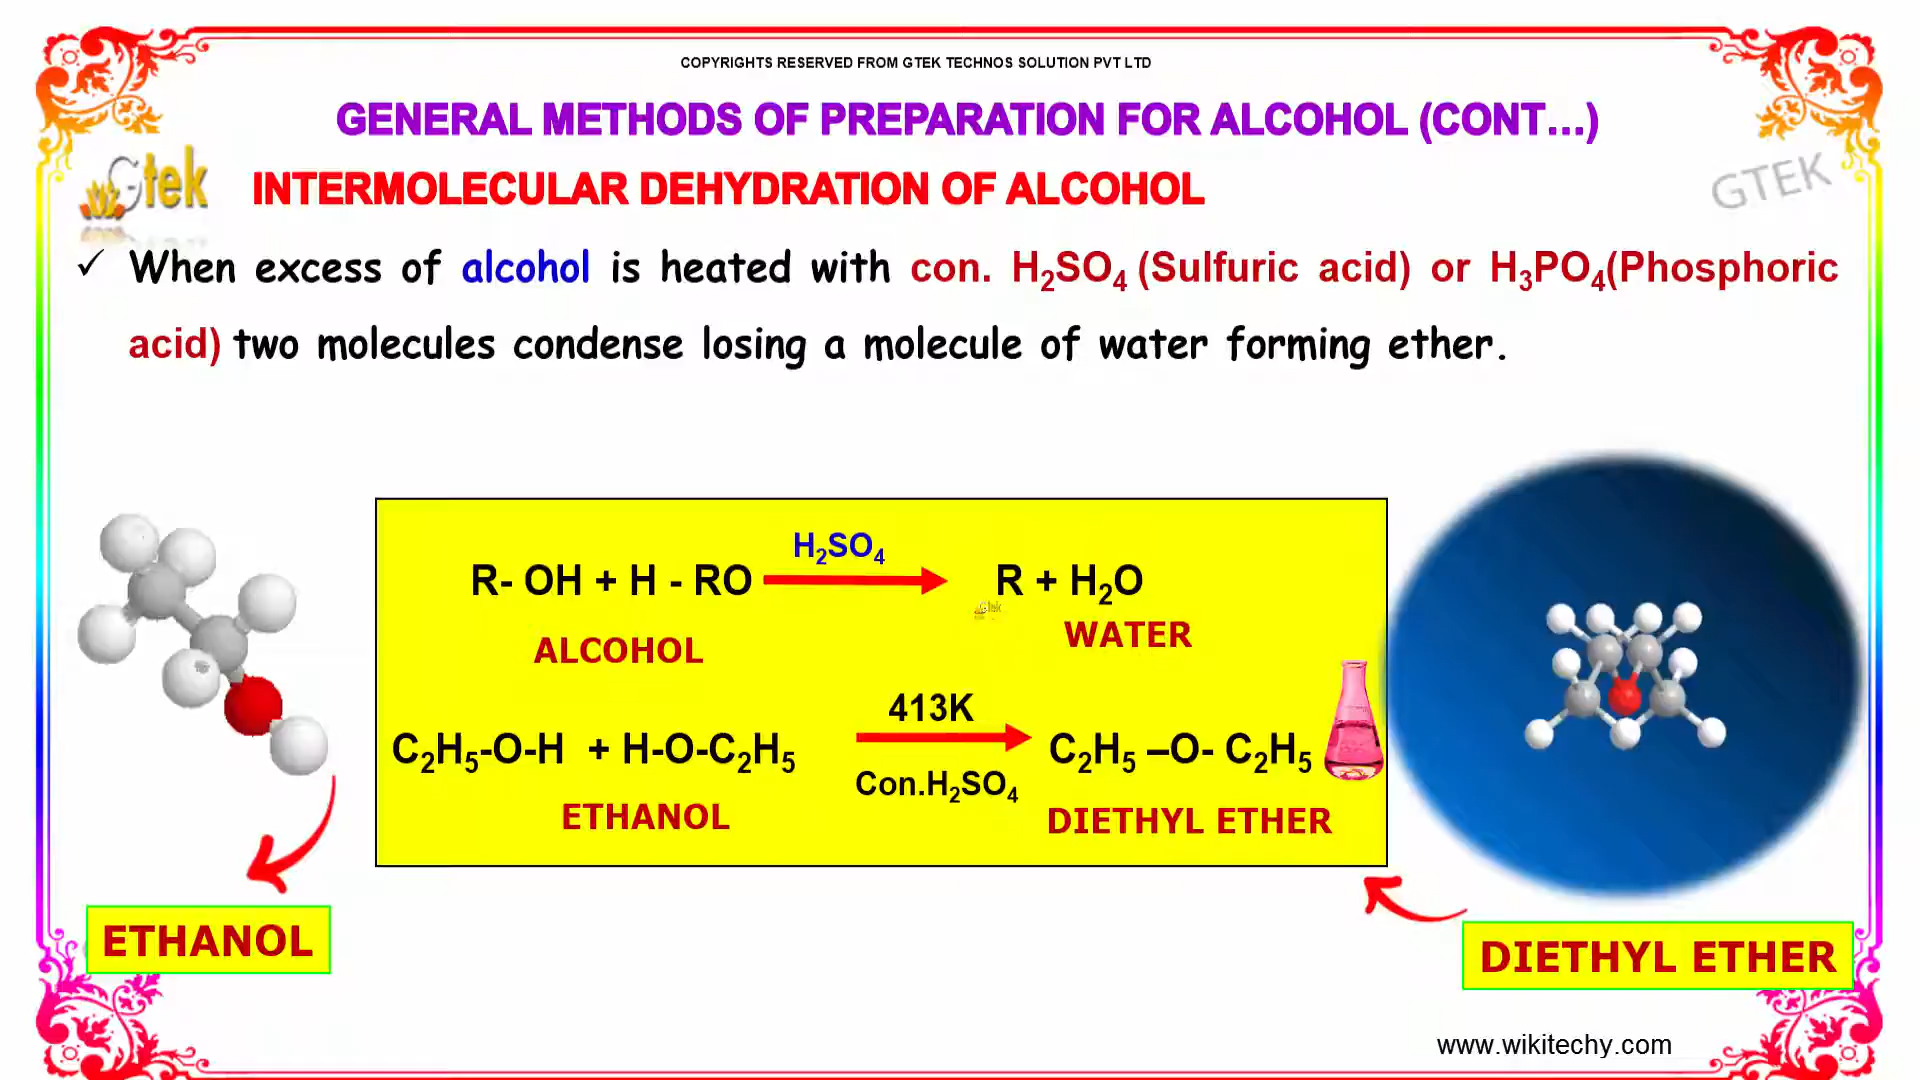 COPYRIGHTS RESERVED FROM GTEK TECHNOS SOLUTION PVT LTD
GENERAL METHODS OF PREPARATION FOR ALCOHOL (CONT...)
Gtek
GTEK
INTERMOLECULAR DEHYDRATION OF ALCOHOL
✓ When excess of alcohol is heated with con. H₂SO₄ (Sulfuric acid) or H₃PO₄(Phosphoric
acid) two molecules condense losing a molecule of water forming ether.
H₂SO₄
R- OH + H - RO R + H₂O
WATER
ALCOHOL
413K
C₂H₅-O-H + H-O-C₂H₅ C₂H₅ –O- C₂H₅
Con.H₂SO₄
ETHANOL DIETHYL ETHER
ETHANOL
DIETHYL ETHER
www.wikitechy.com